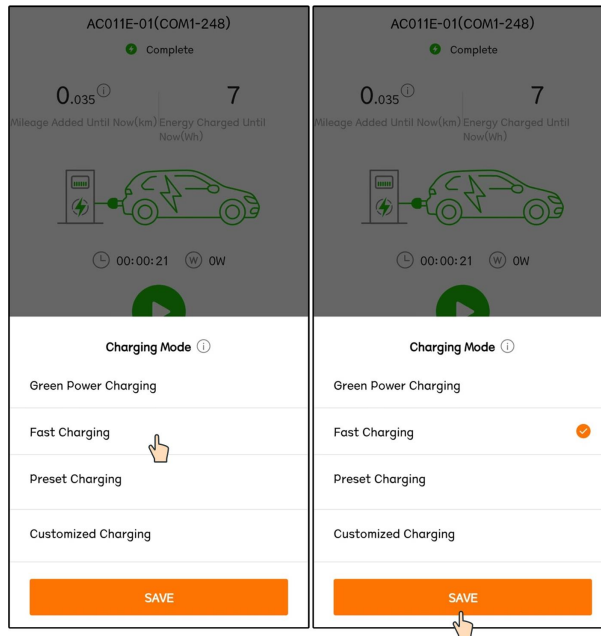 AC011E-01(COM1-248)
Complete
0.035
7
Mileage Added Until Now(km)
Energy Charged Until
Now(Wh)
00:00:21
W 0W
Charging Mode i
Green Power Charging
Fast Charging
Preset Charging
Customized Charging
SAVE
AC011E-01(COM1-248)
Complete
0.035
7
Mileage Added Until Now(km)
Energy Charged Until
Now(Wh)
00:00:21
W 0W
Charging Mode i
Green Power Charging
Fast Charging
Preset Charging
Customized Charging
SAVE